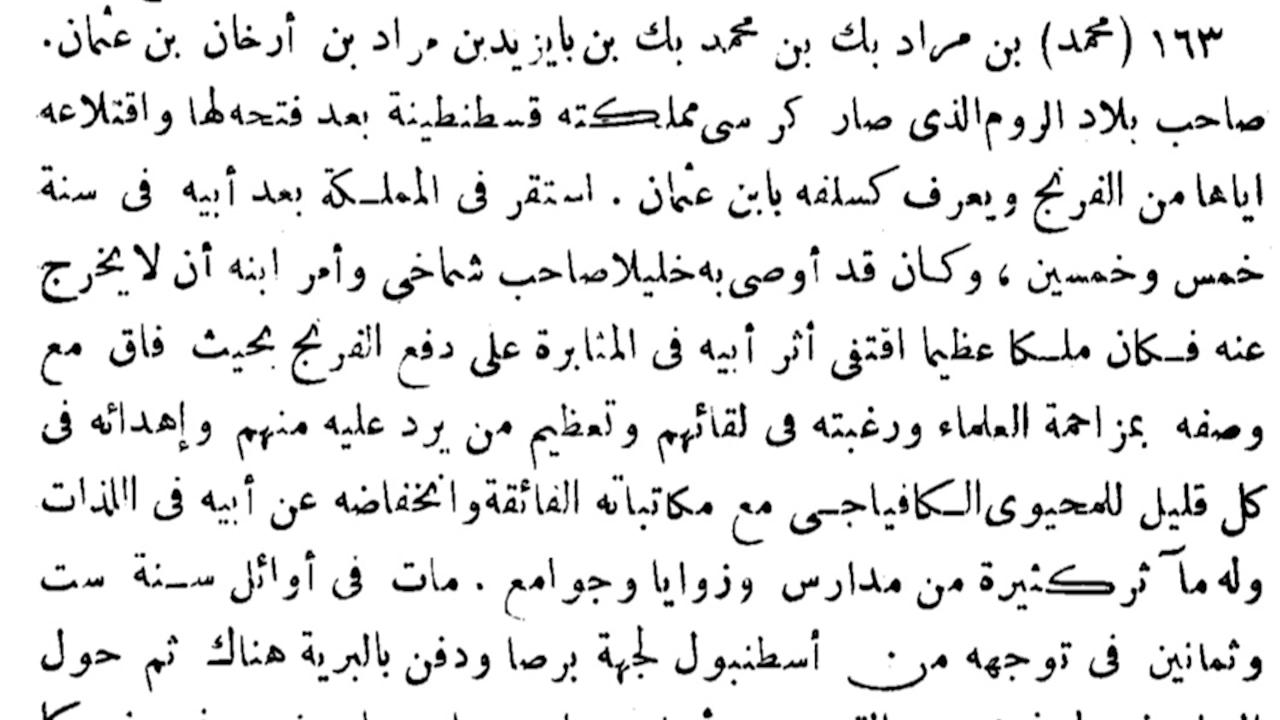 ١٦٣ (محمد) بن مراد بك بن محمد بك بن بايزيدبن مراد بن أرخان بن عثمان.
صاحب بلاد الروم الذى صار كرسى مملكته قسطنطينة بعد فتحه لها واقتلاعه
اياها من الفرنج ويعرف كسلفه بابن عثمان . استقر فى المملكة بعد أبيه فى سنة
خمس وخمسين ، وكان قد أوصى به خليلا صاحب شماخى وأمر ابنه أن لا يخرج
عنه فكان ملكا عظيما اقتفى أثر أبيه فى المثابرة على دفع الفرنج بحيث فاق مع
وصفه بمزاحمة العلماء ورغبته فى لقائهم وتعظيم من يرد عليه منهم وإهدائه فى
كل قليل للمحيوى الكافياجى مع مكاتباته الفائقة وانخفاضه عن أبيه فى اللذات
وله مآثر كثيرة من مدارس وزوايا وجوامع . مات فى أوائل سنة ست
وثمانين فى توجهه من أسطنبول لجهة برصا ودفن بالبرية هناك ثم حول